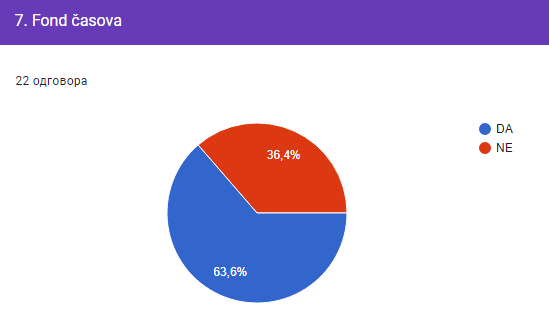 7. Fond časova
22 одговора
DA
NE
36,4%
63,6%